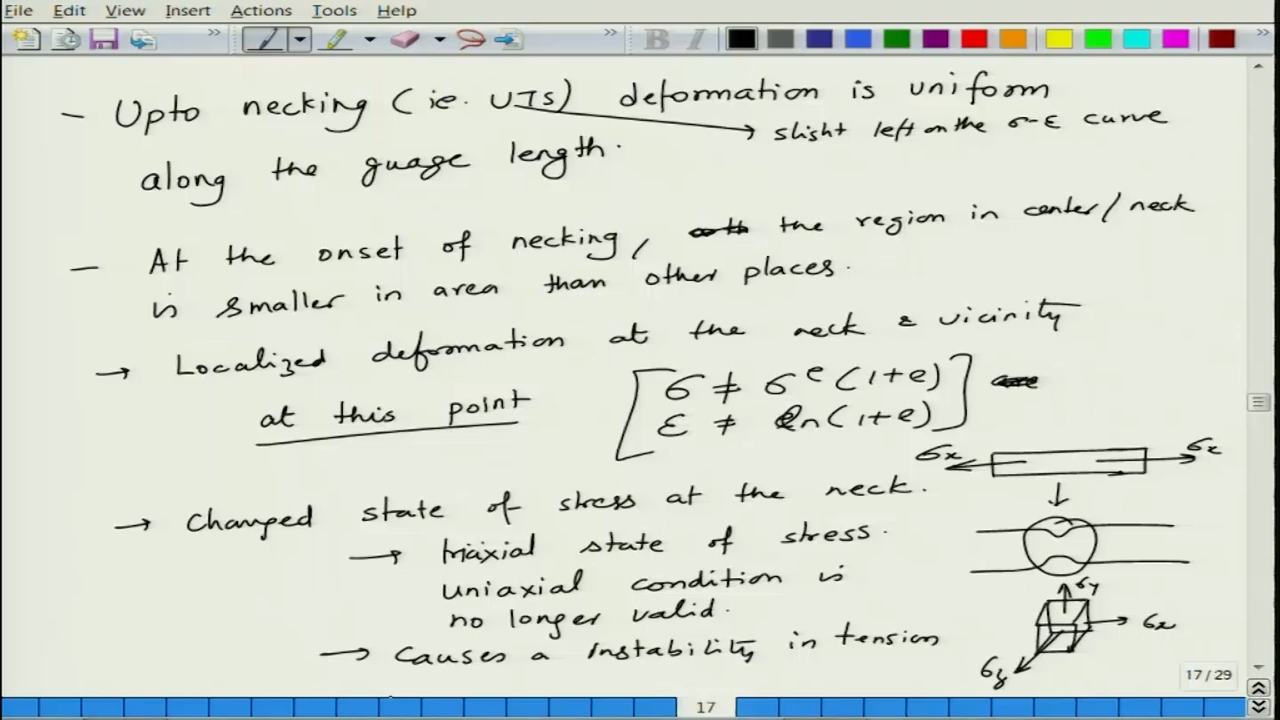 File Edit View Insert Actions Tools Help
- Upto necking (ie. UTS) deformation is uniform
→ slight left on the σ-ε curve
along the guage length.
- At the onset of necking, the region in center/neck
is smaller in area than other places.
→ Localized deformation at the neck & vicinity
at this point
σ ≠ σe (1+e)
ε ≠ ln(1+e)
σx σx
→ Changed state of stress at the neck.
→ triaxial state of stress.
uniaxial condition is
no longer valid.
σy
σx
σz
→ causes a instability in tension
17 / 29
17